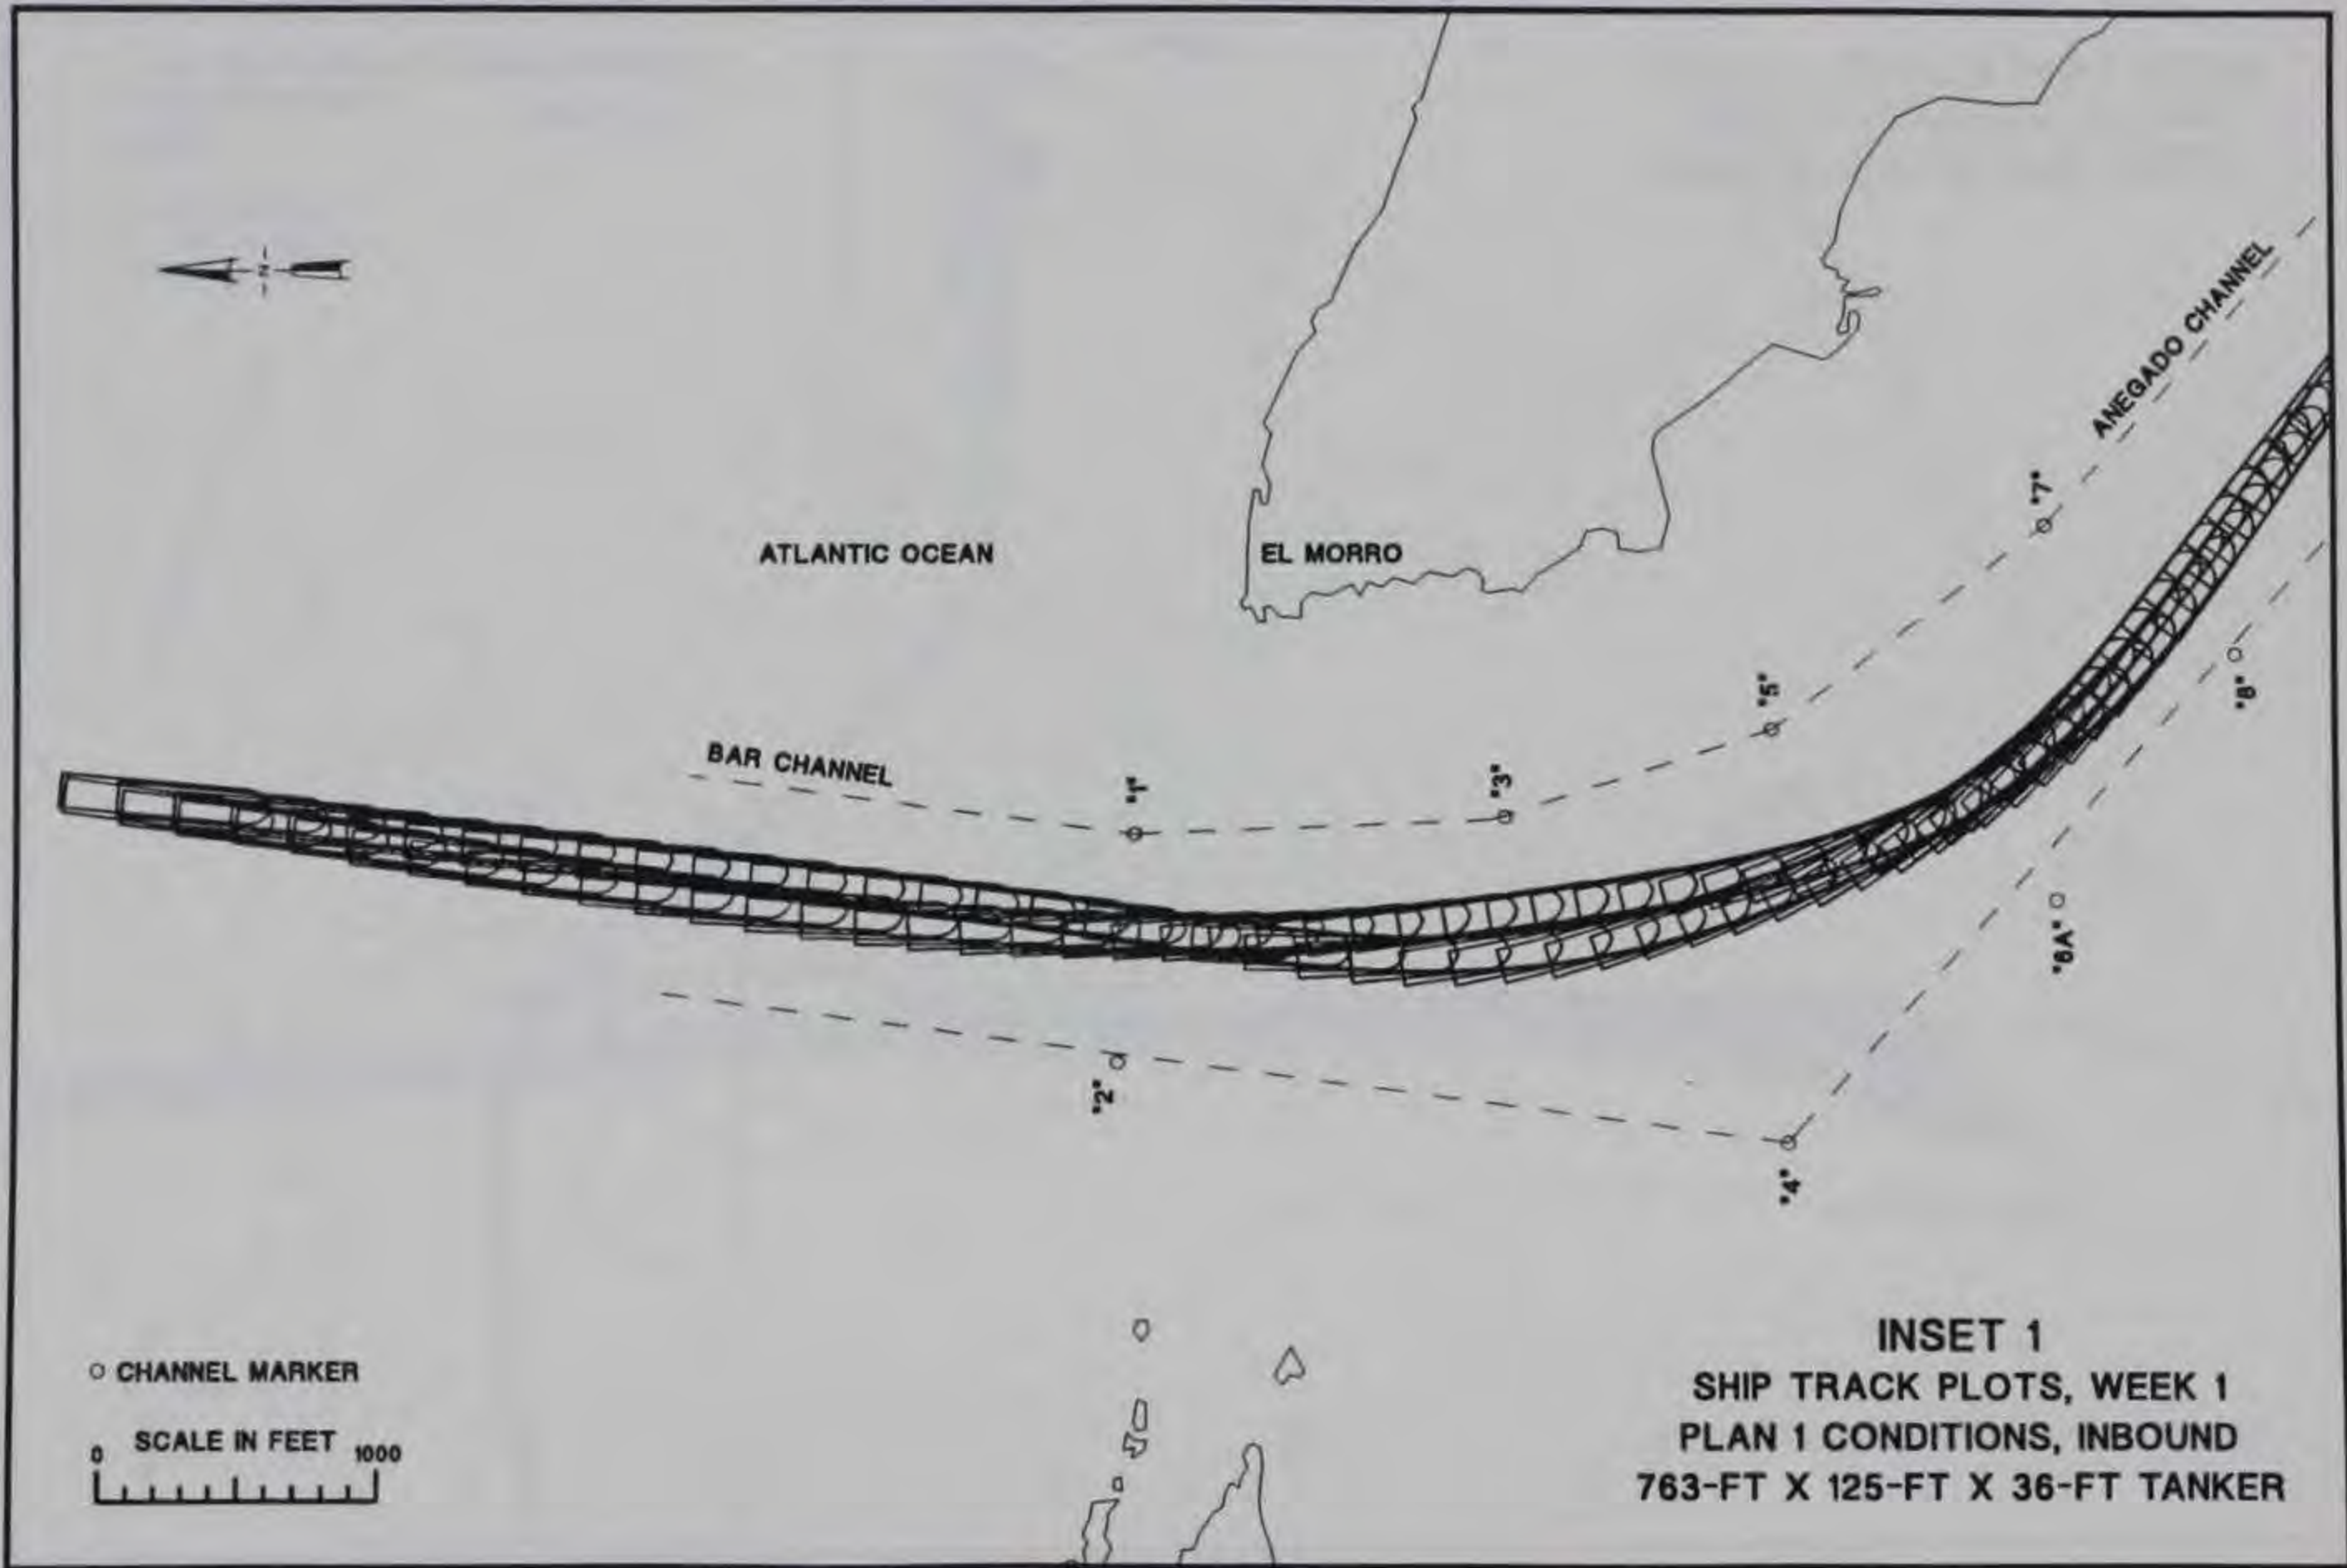 N
ANEGADO CHANNEL
"7"
ATLANTIC OCEAN
EL MORRO
"5"
"8"
BAR CHANNEL
"1"
"3"
"6A"
"2"
"4"
INSET 1
SHIP TRACK PLOTS, WEEK 1
PLAN 1 CONDITIONS, INBOUND
763-FT X 125-FT X 36-FT TANKER
CHANNEL MARKER
SCALE IN FEET
0 1000